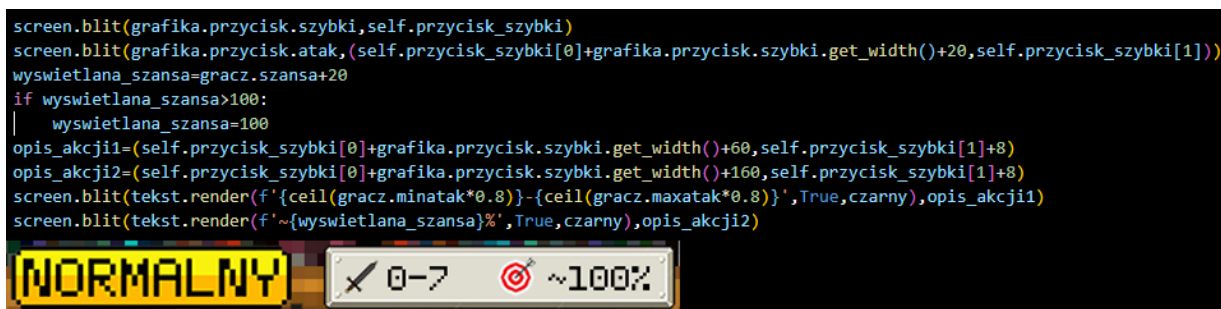 screen.blit(grafika.przycisk.szybki,self.przycisk_szybki)
screen.blit(grafika.przycisk.atak,(self.przycisk_szybki[0]+grafika.przycisk.szybki.get_width()+20,self.przycisk_szybki[1]))
wyswietlana_szansa=gracz.szansa+20
if wyswietlana_szansa>100:
    wyswietlana_szansa=100
opis_akcji1=(self.przycisk_szybki[0]+grafika.przycisk.szybki.get_width()+60,self.przycisk_szybki[1]+8)
opis_akcji2=(self.przycisk_szybki[0]+grafika.przycisk.szybki.get_width()+160,self.przycisk_szybki[1]+8)
screen.blit(tekst.render(f'{ceil(gracz.minatak*0.8)}-{ceil(gracz.maxatak*0.8)}',True,czarny),opis_akcji1)
screen.blit(tekst.render(f'~{wyswietlana_szansa}%',True,czarny),opis_akcji2)
NORMALNY 0-7 ~100%